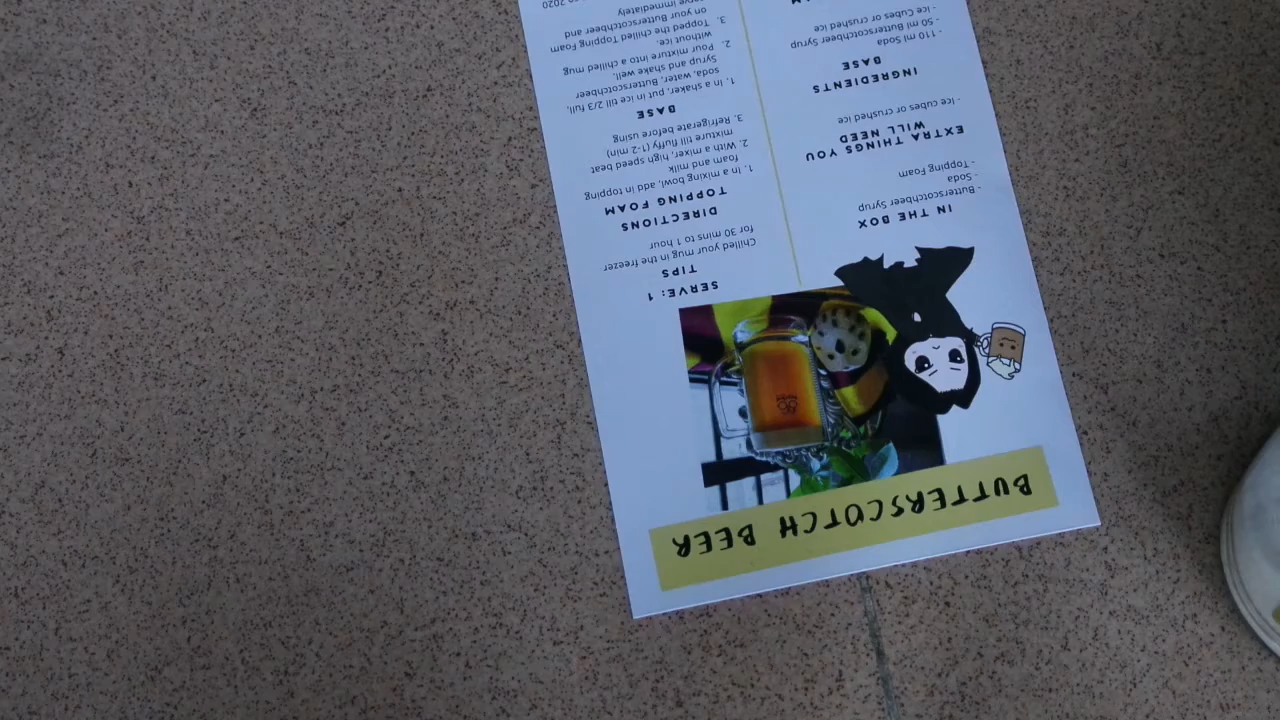 BUTTERSCOTCH BEER
IN THE BOX
- Butterscotchbeer Syrup
- Soda
- Topping Foam
EXTRA THINGS YOU
WILL NEED
- Ice cubes or crushed ice
INGREDIENTS
BASE
- 110 ml Soda
- 50 ml Butterscotchbeer Syrup
- Ice Cubes or crushed ice
SERVE: 1
TIPS
Chilled your mug in the freezer
for 30 mins to 1 hour
DIRECTIONS
TOPPING FOAM
1. In a mixing bowl, add in topping
foam and milk
2. With a mixer, high speed beat
mixture till fluffy (1-2 min)
3. Refrigerate before using
BASE
1. In a shaker, put in ice till 2/3 full,
soda, water, Butterscotchbeer
Syrup and shake well.
2. Pour mixture into a chilled mug
without ice.
3. Topped the chilled Topping Foam
on your Butterscotchbeer and
serve immediately
2020